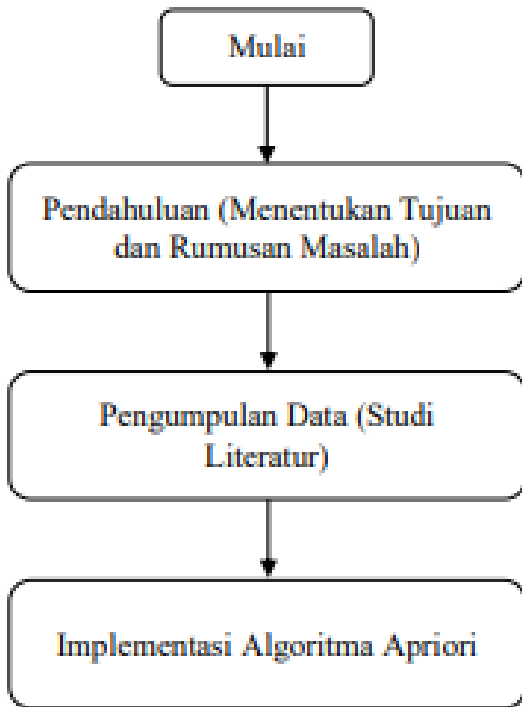 Mulai
Pendahuluan (Menentukan Tujuan
dan Rumusan Masalah)
Pengumpulan Data (Studi
Literatur)
Implementasi Algoritma Apriori